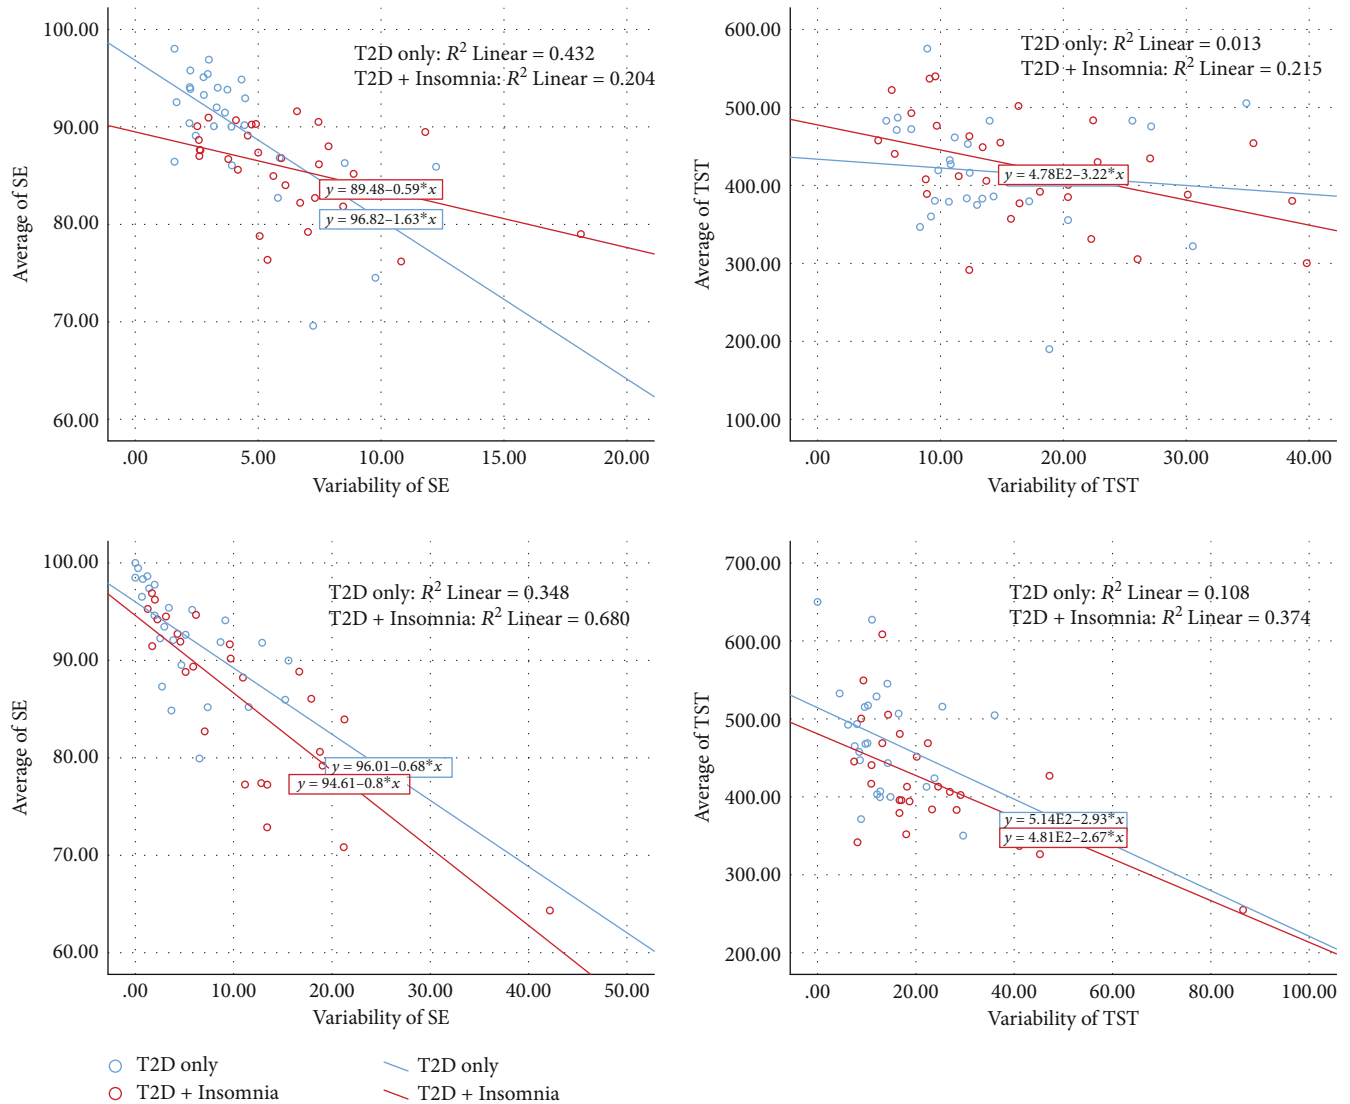 100.00
90.00
80.00
70.00
60.00
Average of SE
T2D only: R² Linear = 0.432
T2D + Insomnia: R² Linear = 0.204
y = 89.48–0.59*x
y = 96.82–1.63*x
.00
5.00
10.00
15.00
20.00
Variability of SE
600.00
500.00
400.00
300.00
200.00
100.00
Average of TST
T2D only: R² Linear = 0.013
T2D + Insomnia: R² Linear = 0.215
y = 4.78E2–3.22*x
.00
10.00
20.00
30.00
40.00
Variability of TST
100.00
90.00
80.00
70.00
60.00
Average of SE
T2D only: R² Linear = 0.348
T2D + Insomnia: R² Linear = 0.680
y = 96.01–0.68*x
y = 94.61–0.8*x
.00
10.00
20.00
30.00
40.00
50.00
Variability of SE
700.00
600.00
500.00
400.00
300.00
200.00
Average of TST
T2D only: R² Linear = 0.108
T2D + Insomnia: R² Linear = 0.374
y = 5.14E2–2.93*x
y = 4.81E2–2.67*x
.00
20.00
40.00
60.00
80.00
100.00
Variability of TST
T2D only
T2D + Insomnia
T2D only
T2D + Insomnia